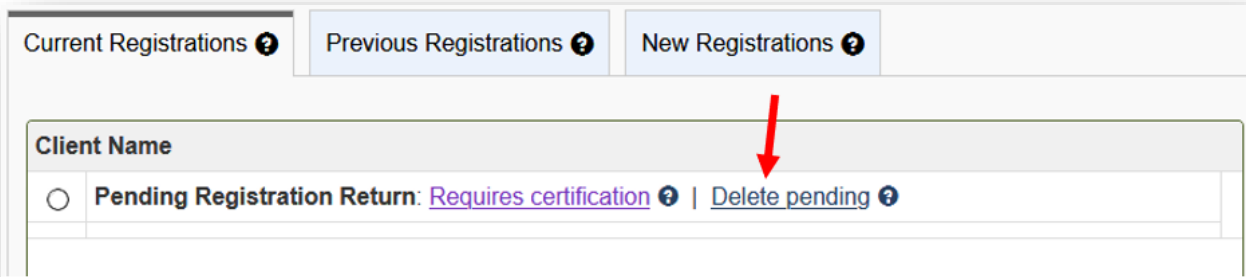 Current Registrations ?
Previous Registrations ?
New Registrations ?
Client Name
Pending Registration Return: Requires certification ? | Delete pending ?